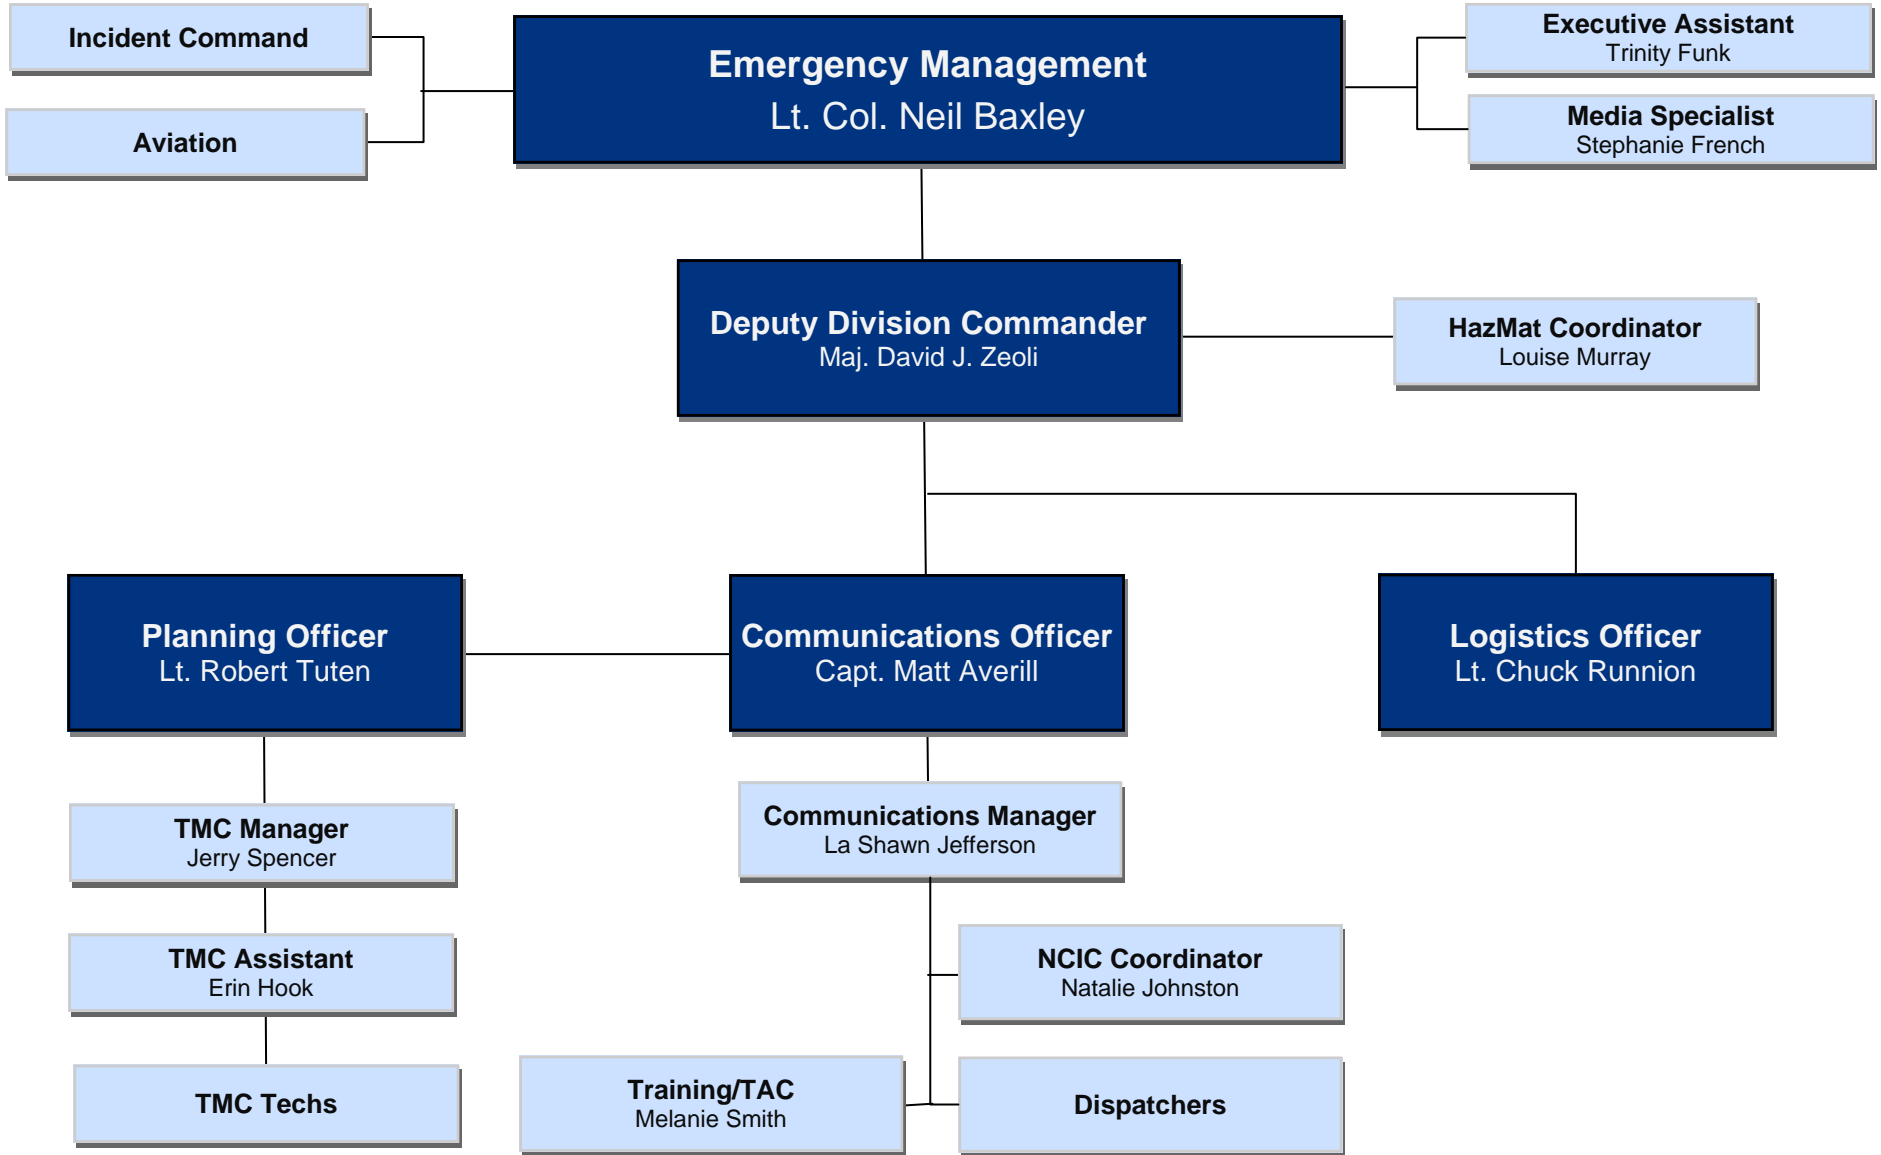 Incident Command
Aviation
Emergency Management
Lt. Col. Neil Baxley
Executive Assistant
Trinity Funk
Media Specialist
Stephanie French
Deputy Division Commander
Maj. David J. Zeoli
HazMat Coordinator
Louise Murray
Planning Officer
Lt. Robert Tuten
Communications Officer
Capt. Matt Averill
Logistics Officer
Lt. Chuck Runnion
TMC Manager
Jerry Spencer
TMC Assistant
Erin Hook
TMC Techs
Communications Manager
La Shawn Jefferson
NCIC Coordinator
Natalie Johnston
Training/TAC
Melanie Smith
Dispatchers